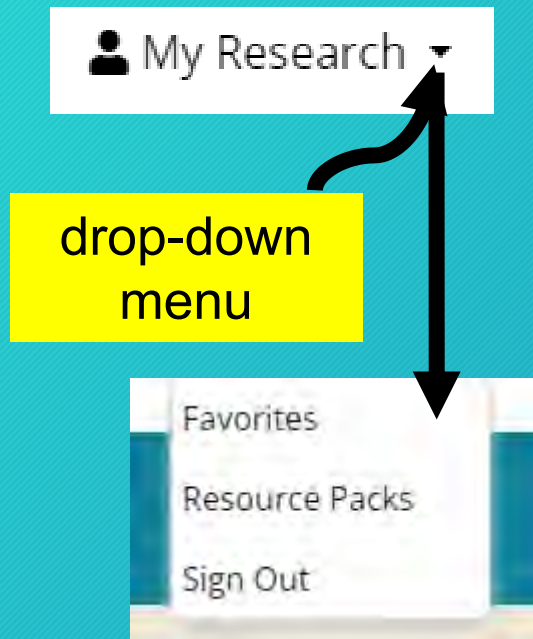 My Research
drop-down
menu
Favorites
Resource Packs
Sign Out